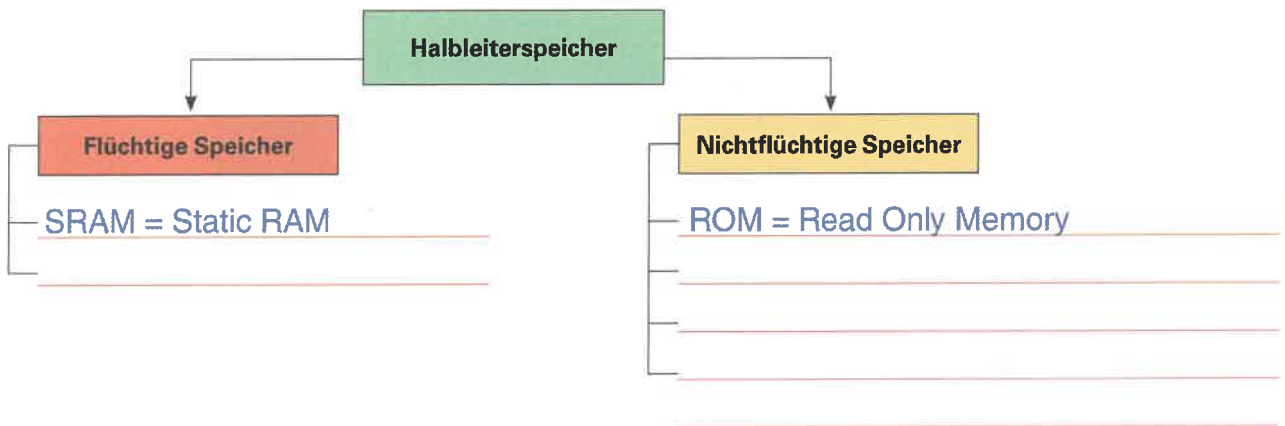 Halbleiterspeicher
Flüchtige Speicher
Nichtflüchtige Speicher
SRAM = Static RAM
ROM = Read Only Memory